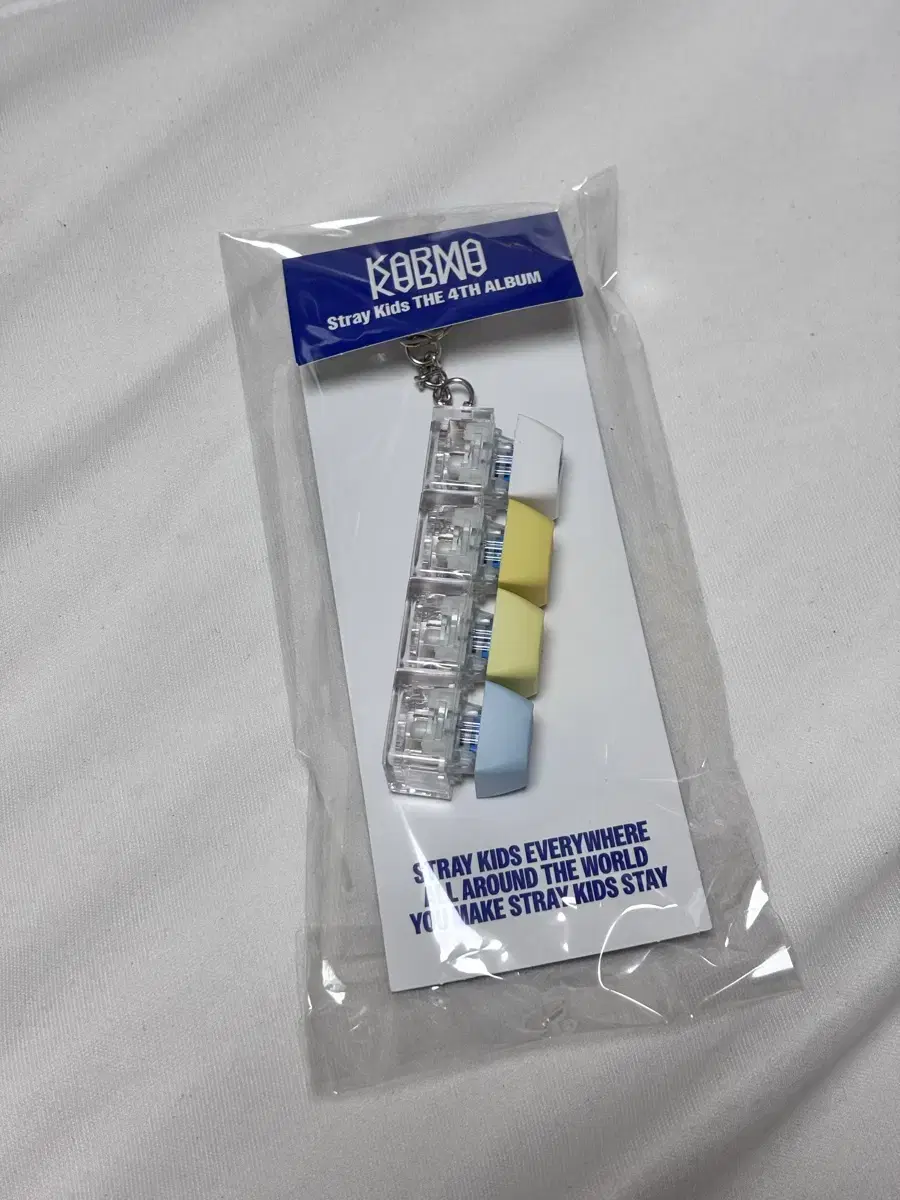 KARMA
Stray Kids THE 4TH ALBUM
STRAY KIDS EVERYWHERE
ALL AROUND THE WORLD
YOU MAKE STRAY KIDS STAY